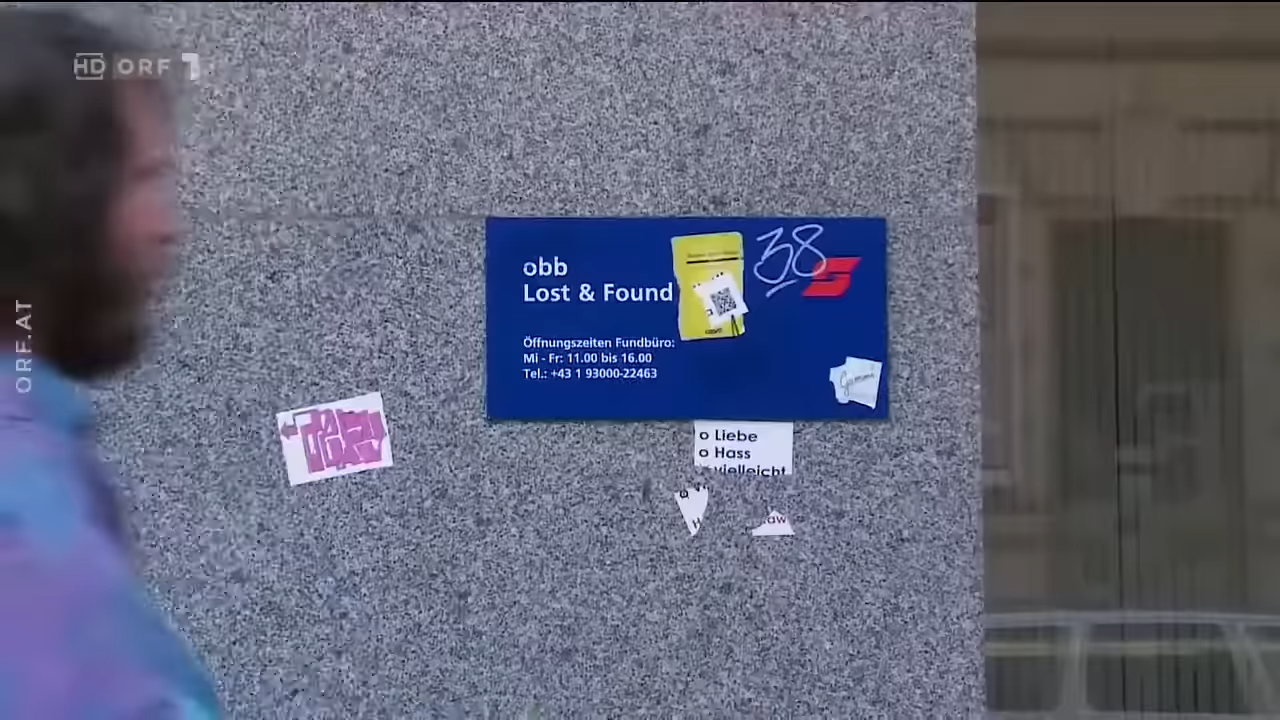 HD ORF 1
ORF.AT
obb
Lost & Found
Öffnungszeiten Fundbüro:
Mi - Fr: 11.00 bis 16.00
Tel.: +43 1 93000-22463
38
o Liebe
o Hass
vielleicht